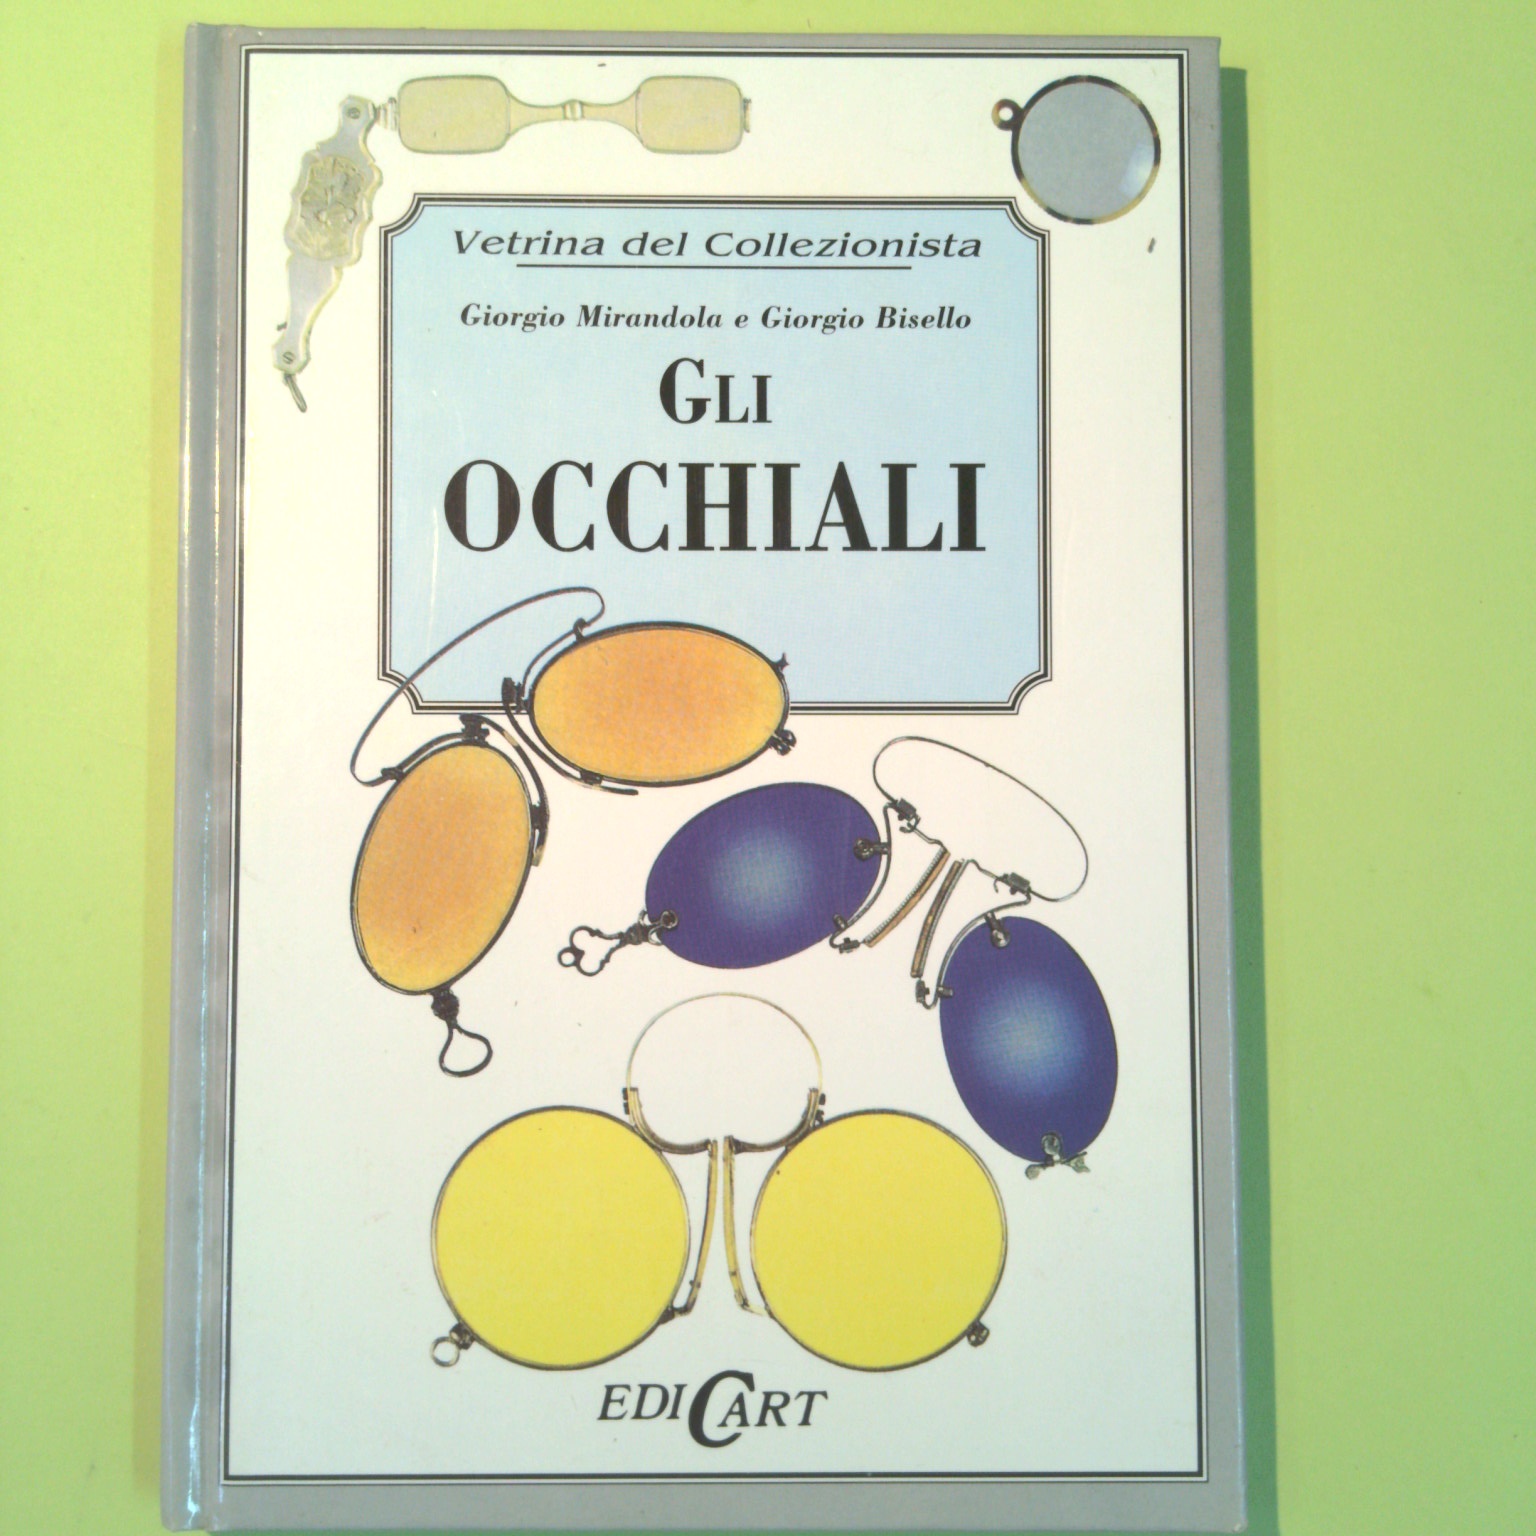 Vetrina del Collezionista
Giorgio Mirandola e Giorgio Bisello
GLI
OCCHIALI
EDICART